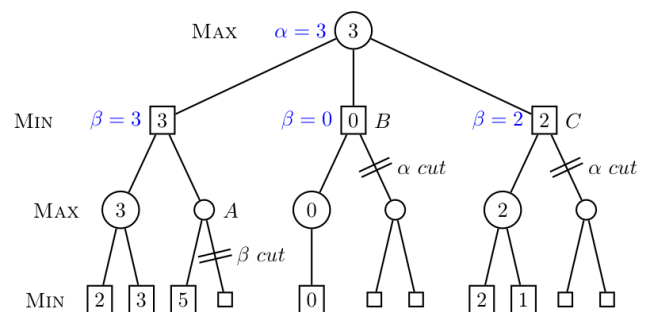 MAX α = 3 3
MIN β = 3 3 β = 0 0 B β = 2 2 C
α cut α cut
MAX 3 A 0 2
β cut
MIN 2 3 5 0 2 1